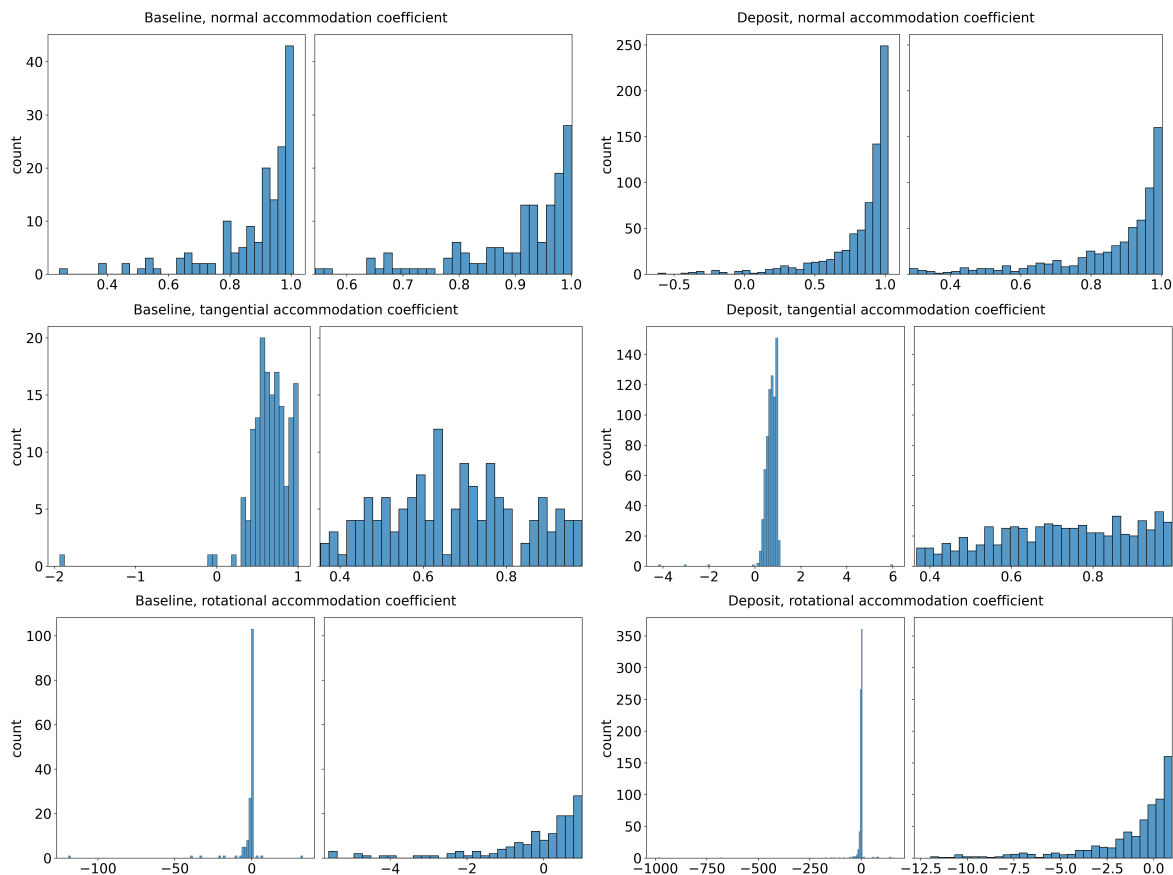 Baseline, normal accommodation coefficient
Deposit, normal accommodation coefficient
count
40
30
20
10
0
0.4 0.6 0.8 1.0
0.6 0.7 0.8 0.9 1.0
count
250
200
150
100
50
0
−0.5 0.0 0.5 1.0
0.4 0.6 0.8 1.0
Baseline, tangential accommodation coefficient
Deposit, tangential accommodation coefficient
count
20
15
10
5
0
−2 −1 0 1
0.4 0.6 0.8
count
140
120
100
80
60
40
20
0
−4 −2 0 2 4 6
0.4 0.6 0.8
Baseline, rotational accommodation coefficient
Deposit, rotational accommodation coefficient
count
100
80
60
40
20
0
−100 −50 0
−4 −2 0
count
350
300
250
200
150
100
50
0
−1000 −750 −500 −250 0
−12.5 −10.0 −7.5 −5.0 −2.5 0.0